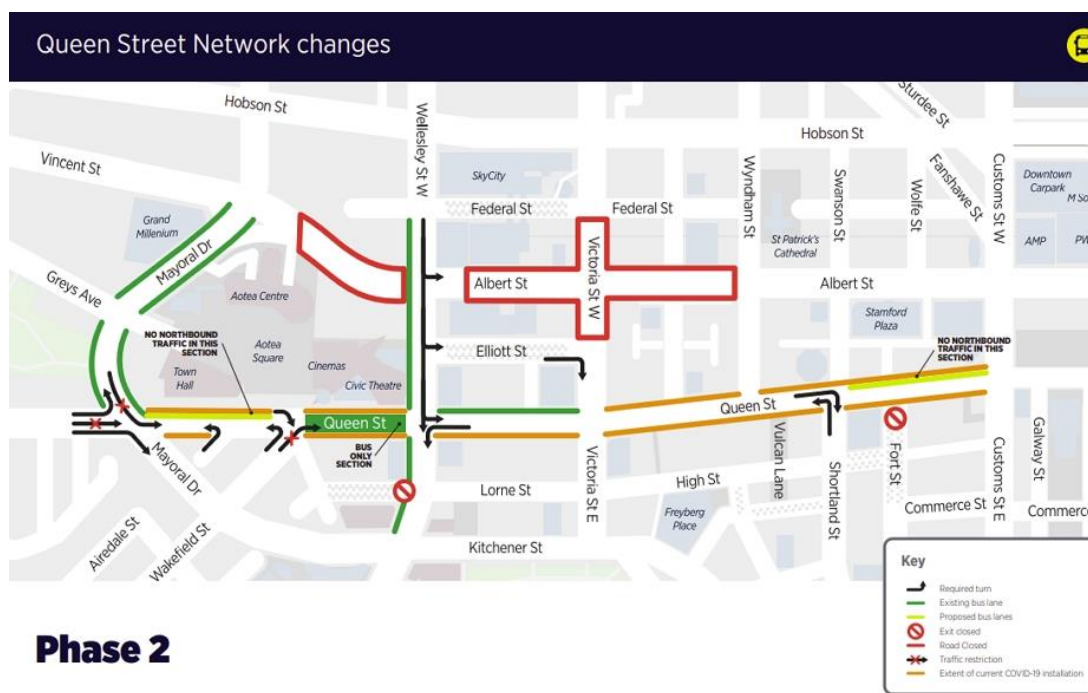 Queen Street Network changes
Hobson St
Wellesley St W
Hobson St
Sturdee St
Vincent St
SkyCity
Wyndham St
Swanson St
Wolfe St
Fanshawe St
Customs St W
Downtown
Carpark
M So
Grand
Millenium
Federal St
Federal St
Mayoral Dr
Victoria St W
St Patrick's
Cathedral
AMP
PW
Greys Ave
Aotea Centre
Albert St
Albert St
Stamford
Plaza
NO NORTHBOUND
TRAFFIC IN THIS
SECTION
Aotea
Square
Elliott St
NO NORTHBOUND
TRAFFIC IN THIS
SECTION
Town
Hall
Cinemas
Civic Theatre
Queen St
Queen St
BUS
ONLY
SECTION
Mayoral Dr
Victoria St E
Vulcan Lane
Shortland St
Fort St
Customs St E
Galway St
Lorne St
High St
Freyberg
Place
Commerce St
Commerc
Airedale St
Wakefield St
Kitchener St
Key
Required turn
Existing bus lane
Proposed bus lanes
Exit closed
Road Closed
Traffic restriction
Extent of current COVID-19 installation
Phase 2